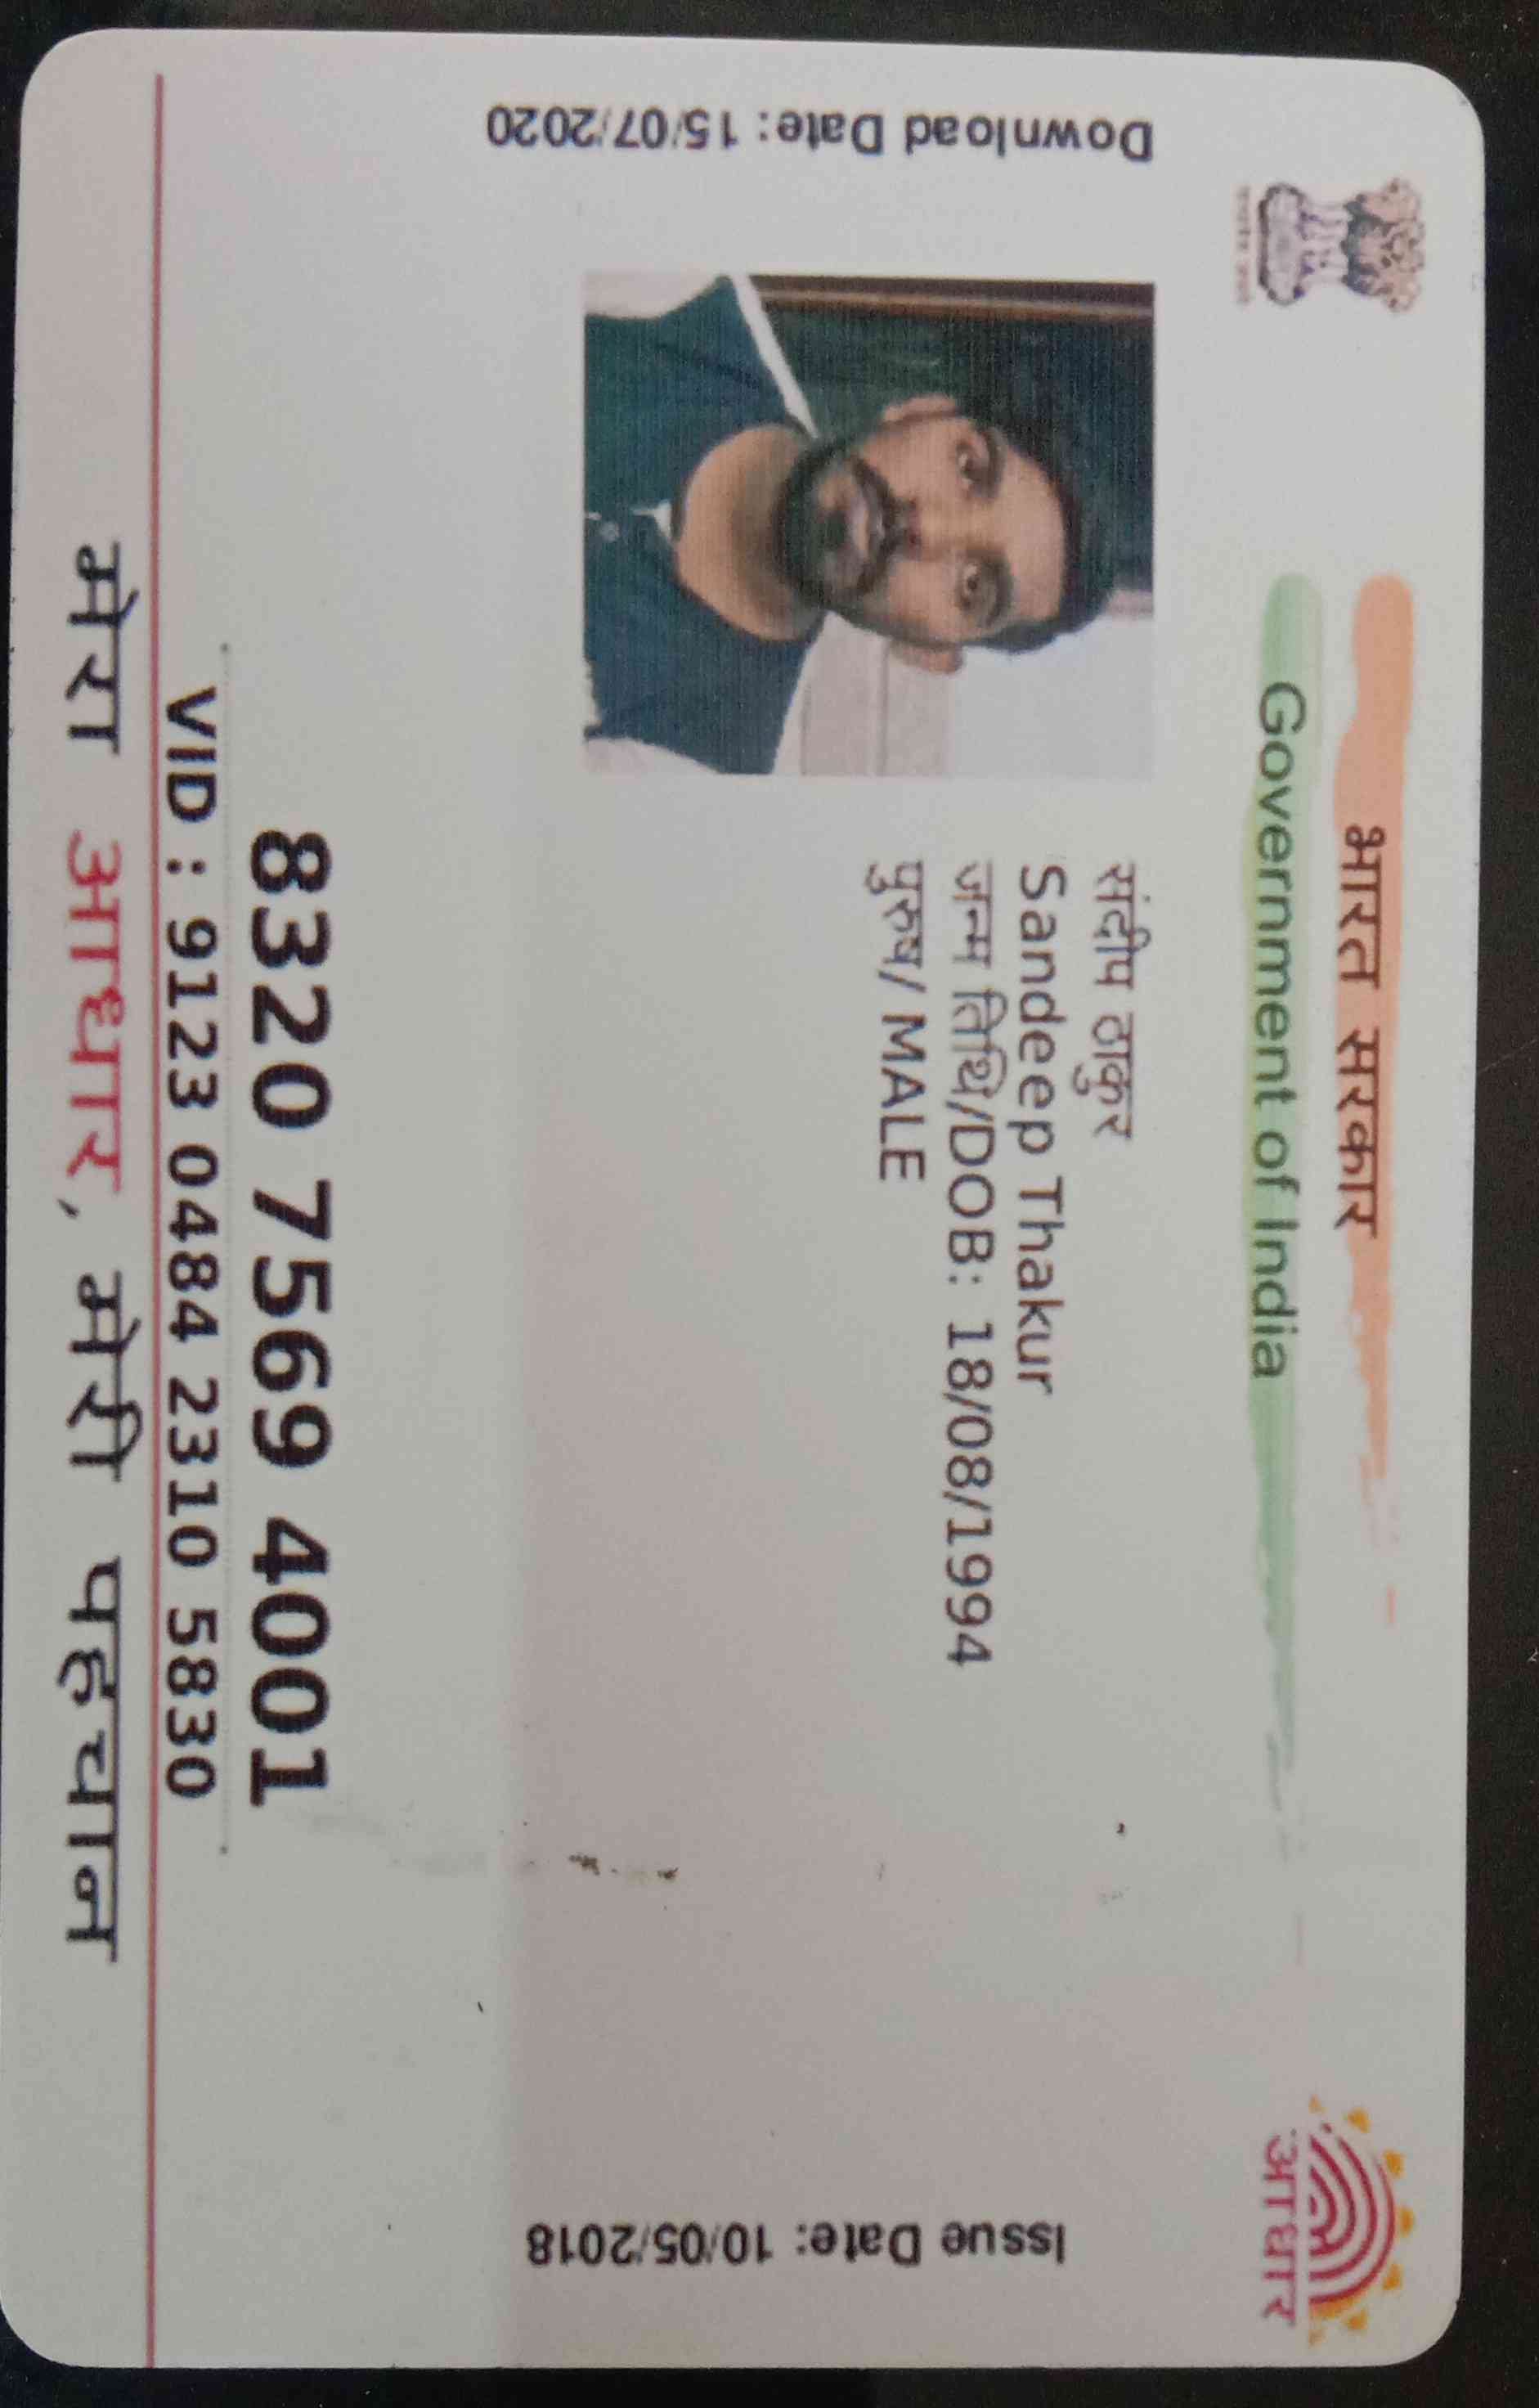 भारत सरकार
Government of India
Download Date: 15/07/2020
संदीप ठाकुर
Sandeep Thakur
जन्म तिथि/DOB: 18/08/1994
पुरुष/ MALE
Issue Date: 10/05/2018
आधार
8320 7569 4001
VID : 9123 0484 2310 5830
मेरा आधार, मेरी पहचान